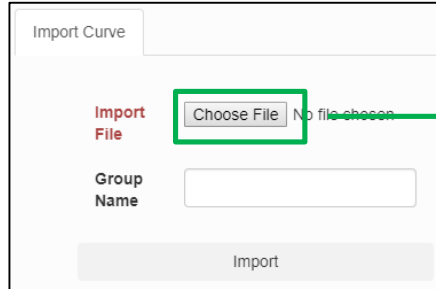 Import Curve
Import File
Choose File No file chosen
Group Name
Import